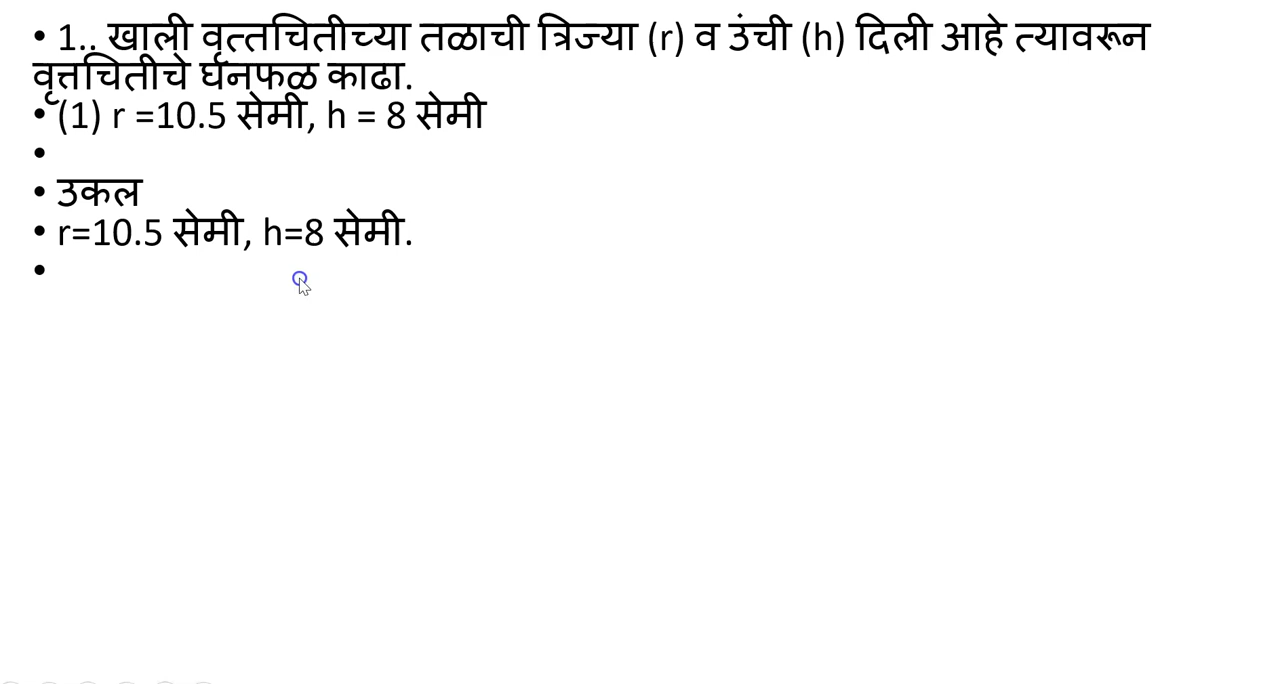 • 1.. खाली वृत्तचितीच्या तळाची त्रिज्या (r) व उंची (h) दिली आहे त्यावरून
वृत्तचितीचे घनफळ काढा.
• (1) r =10.5 सेमी, h = 8 सेमी
•
• उकल
• r=10.5 सेमी, h=8 सेमी.
•